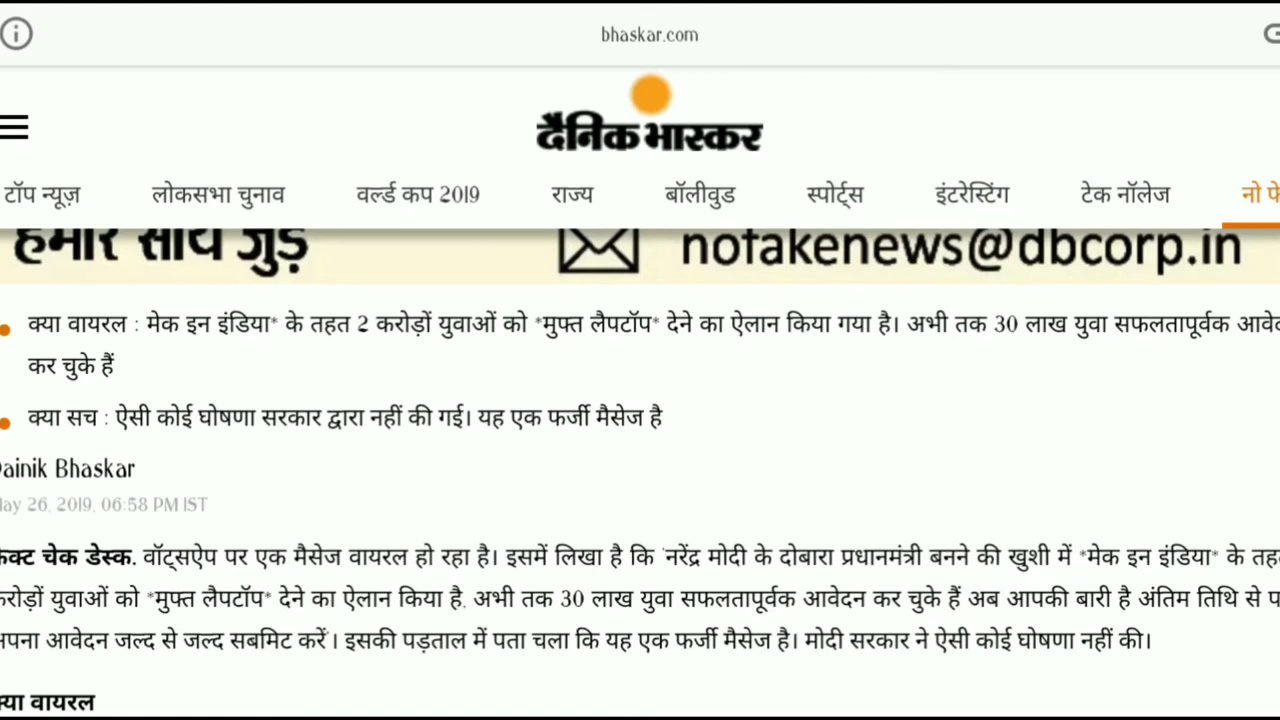 bhaskar.com
दैनिक भास्कर
टॉप न्यूज़ लोकसभा चुनाव वर्ल्ड कप 2019 राज्य बॉलीवुड स्पोर्ट्स इंटरेस्टिंग टेक नॉलेज नो
हमारे साथ जुड़ें notakenews@dbcorp.in
क्या वायरल : मेक इन इंडिया* के तहत 2 करोड़ों युवाओं को *मुफ्त लैपटॉप* देने का ऐलान किया गया है। अभी तक 30 लाख युवा सफलतापूर्वक
कर चुके हैं
क्या सच : ऐसी कोई घोषणा सरकार द्वारा नहीं की गई। यह एक फर्जी मैसेज है
Dainik Bhaskar
May 26, 2019, 06:58 PM IST
फैक्ट चेक डेस्क. वॉट्सऐप पर एक मैसेज वायरल हो रहा है। इसमें लिखा है कि 'नरेंद्र मोदी के दोबारा प्रधानमंत्री बनने की खुशी में *मेक इन इंडिया* के
करोड़ों युवाओं को *मुफ्त लैपटॉप* देने का ऐलान किया है, अभी तक 30 लाख युवा सफलतापूर्वक आवेदन कर चुके हैं अब आपकी बारी है अंतिम तिथि से
अपना आवेदन जल्द से जल्द सबमिट करें'। इसकी पड़ताल में पता चला कि यह एक फर्जी मैसेज है। मोदी सरकार ने ऐसी कोई घोषणा नहीं की।
क्या वायरल